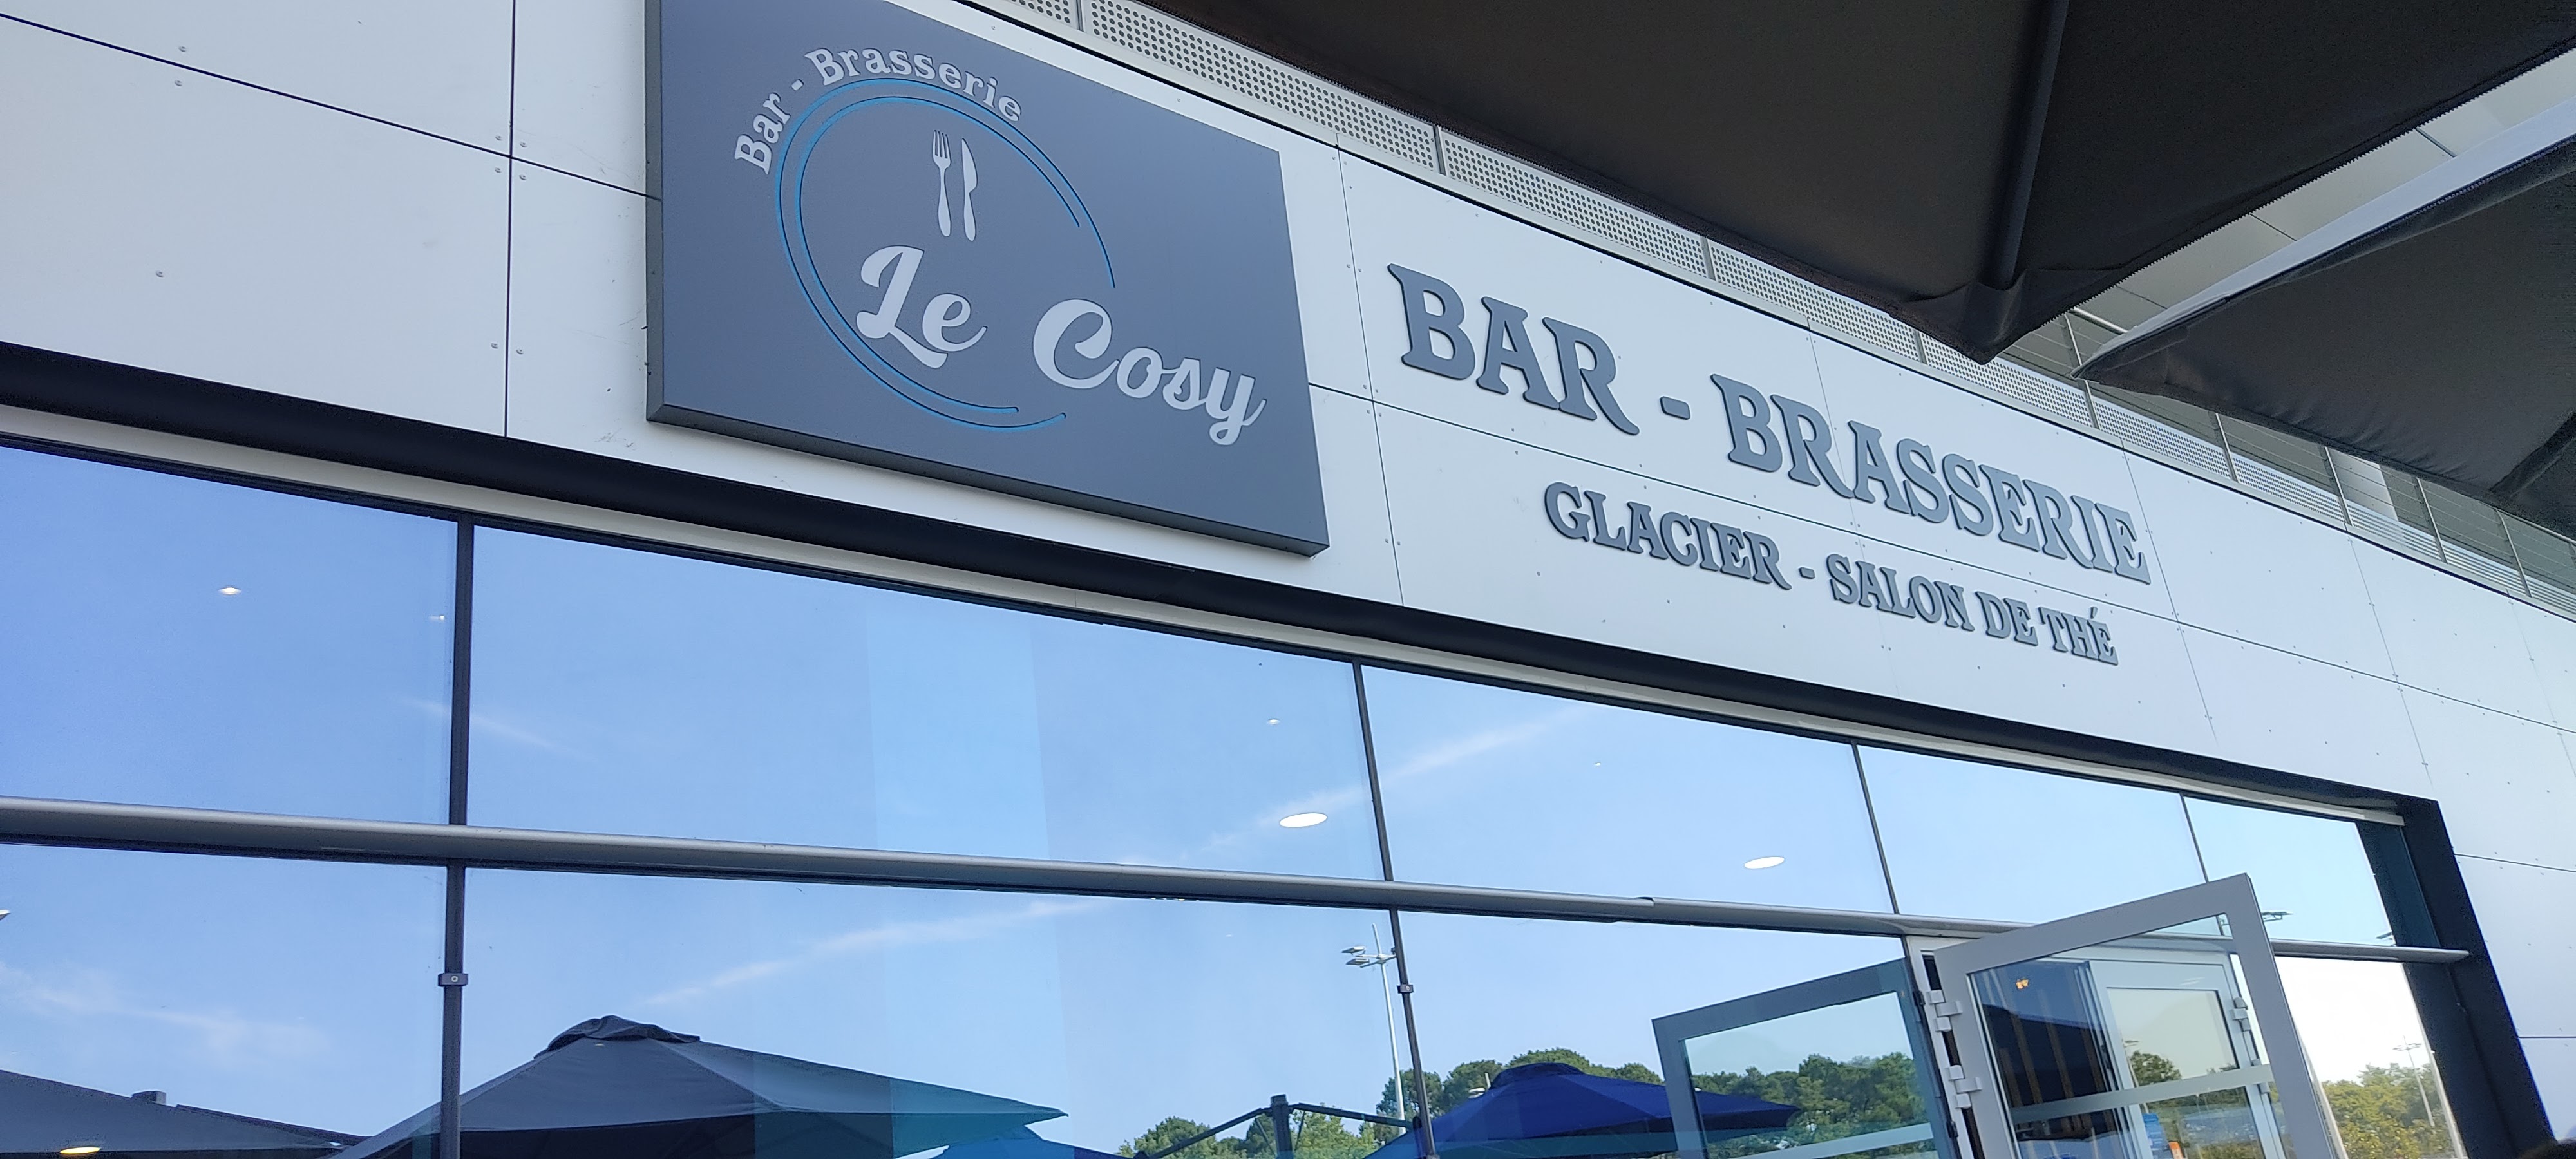 Bar - Brasserie
Le Cosy
BAR - BRASSERIE
GLACIER - SALON DE THÉ